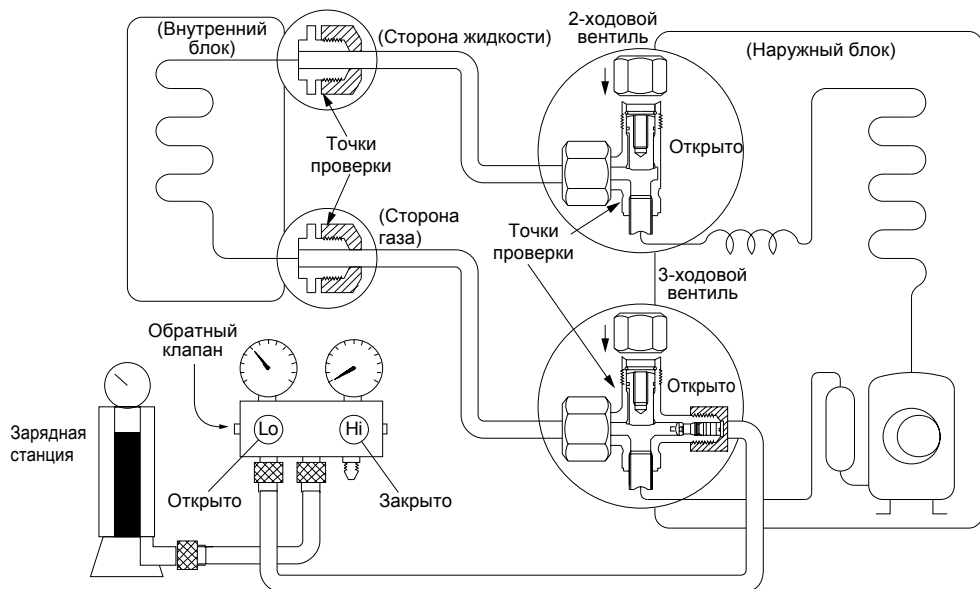 (Внутренний
блок)
(Сторона жидкости)
2-ходовой
вентиль
(Наружный блок)
Точки
проверки
Открыто
(Сторона
газа)
Точки
проверки
3-ходовой
вентиль
Обратный
клапан
Открыто
Зарядная
станция
Lo
Hi
Открыто
Закрыто